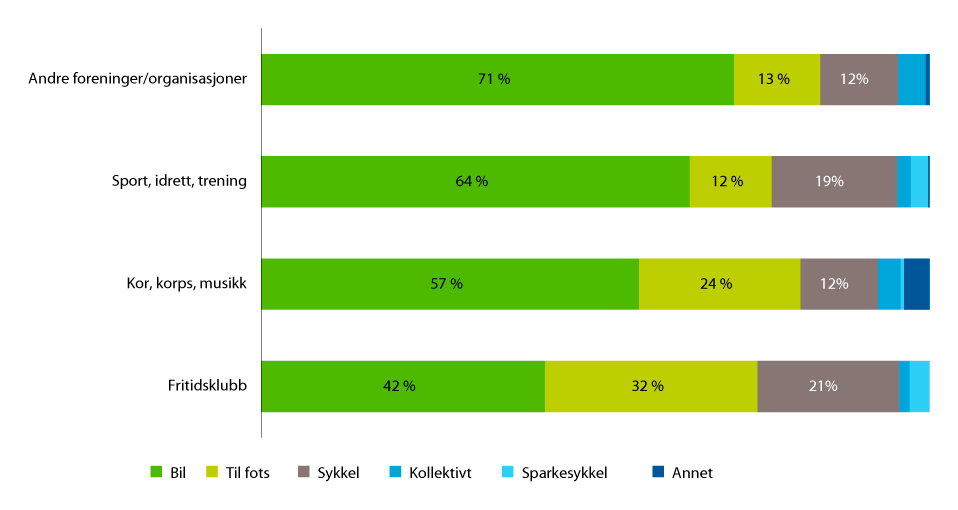 Andre foreninger/organisasjoner 71 % 13 % 12%
Sport, idrett, trening 64 % 12 % 19%
Kor, korps, musikk 57 % 24 % 12%
Fritidsklubb 42 % 32 % 21%
Bil Til fots Sykkel Kollektivt Sparkesykkel Annet